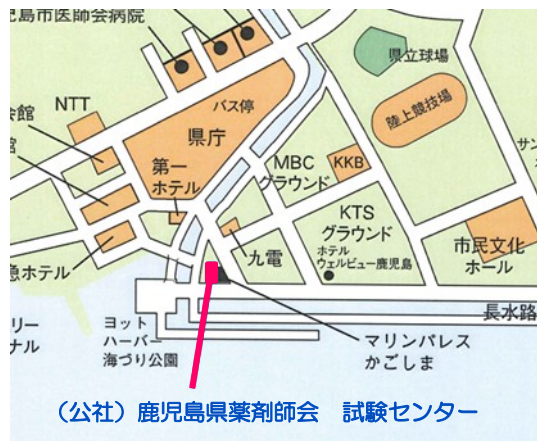 児島市医師会病院
県立球場
バス停
NTT
会館
陸上競技場
県庁
館
第一
ホテル
MBC
グラウンド
KKB
サン
KTS
グラウンド
九電
ホテル
ウェルビュー鹿児島
市民文化
ホール
急ホテル
長水路
リー
ナル
ヨット
ハーバー
海づり公園
マリンパレス
かごしま
（公社）鹿児島県薬剤師会　試験センター